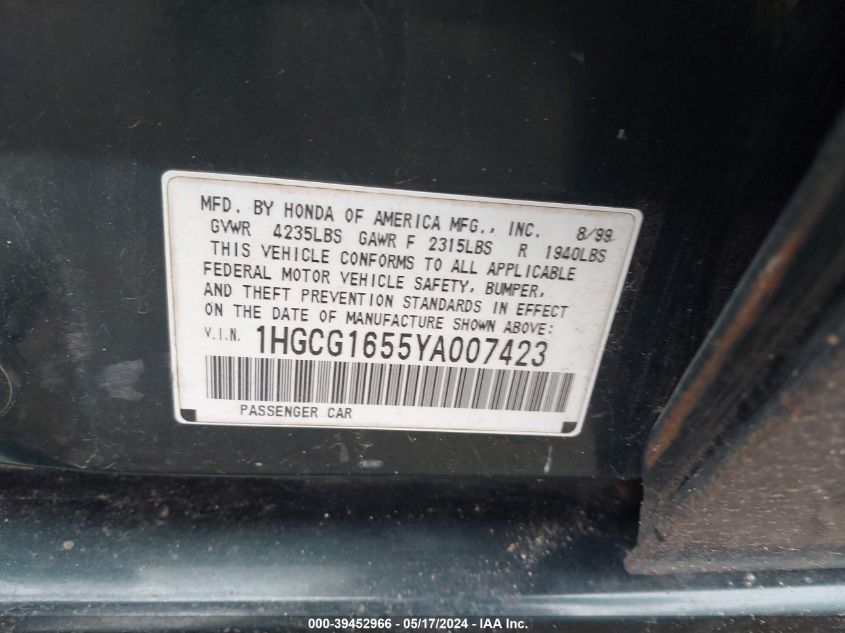 MFD. BY HONDA OF AMERICA MFG., INC. 8/99
GVWR 4235LBS GAWR F 2315LBS R 1940LBS
THIS VEHICLE CONFORMS TO ALL APPLICABLE
FEDERAL MOTOR VEHICLE SAFETY, BUMPER,
AND THEFT PREVENTION STANDARDS IN EFFECT
ON THE DATE OF MANUFACTURE SHOWN ABOVE:
V.I.N. 1HGCG1655YA007423
PASSENGER CAR
000-39452966 - 05/17/2024 - IAA Inc.